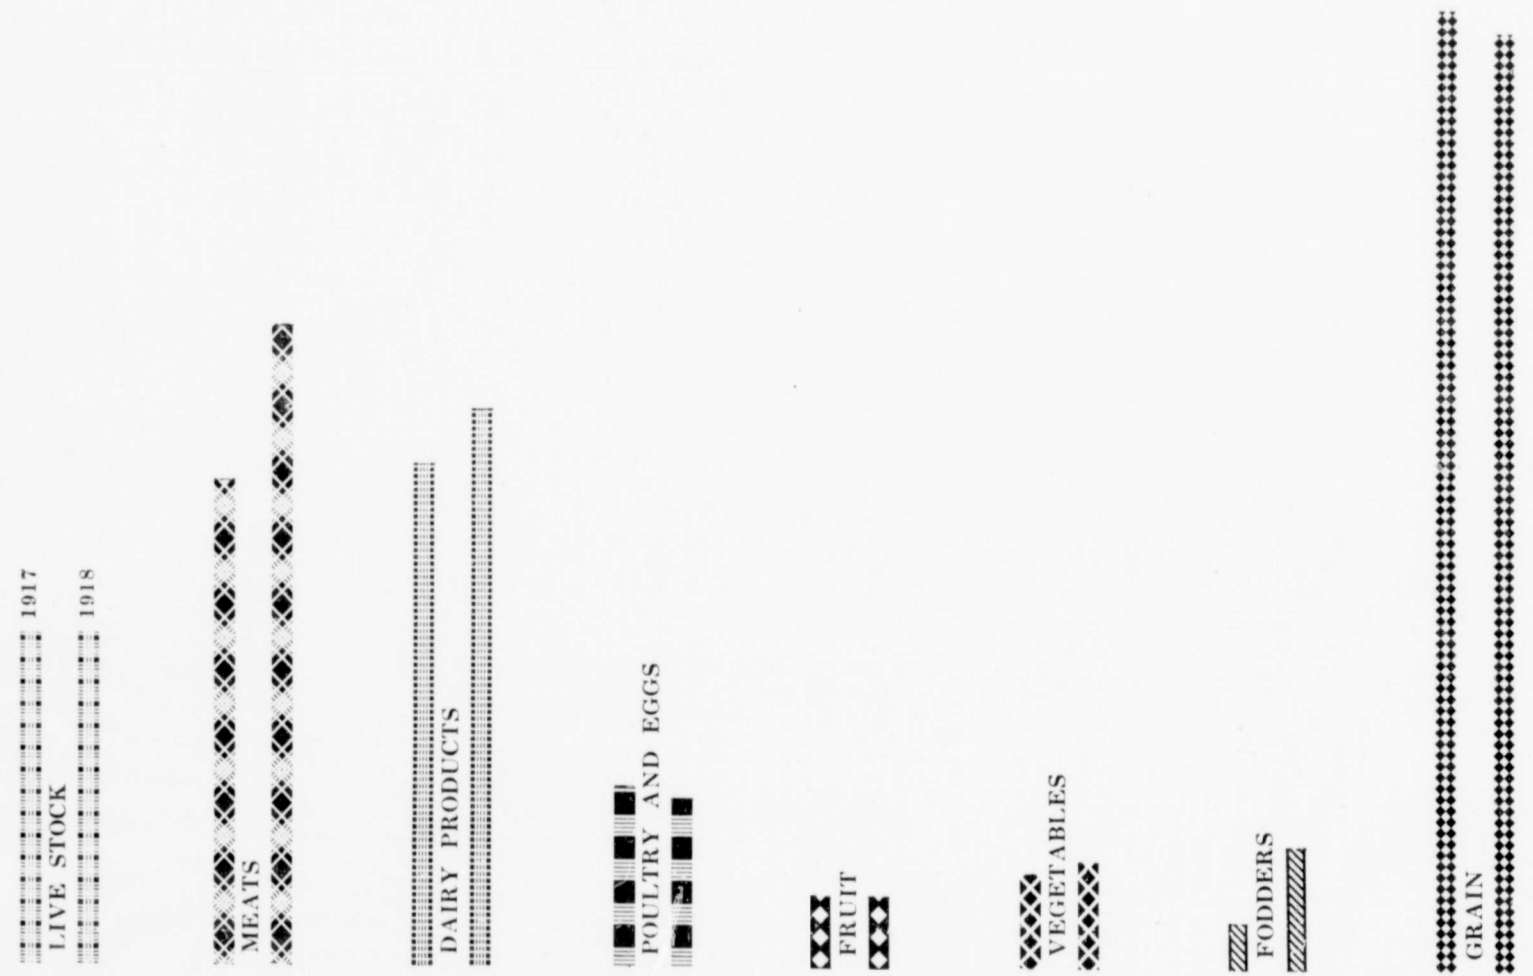 1917
LIVE STOCK
1918
MEATS
DAIRY PRODUCTS
POULTRY AND EGGS
FRUIT
VEGETABLES
FODDERS
GRAIN